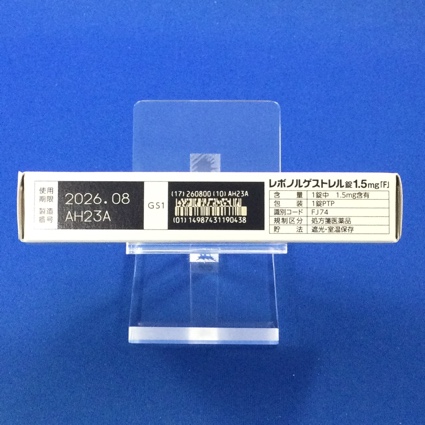 使用
期限
2026.08
製造
番号
AH23A
GS1
(17)260800(10)AH23A
(01)14987431190438
レボノルゲストレル錠1.5mg「F」
含 量 1錠中 1.5mg含有
包 装 1錠PTP
識別コード FJ74
規制区分 処方箋医薬品
貯 法 遮光・室温保存